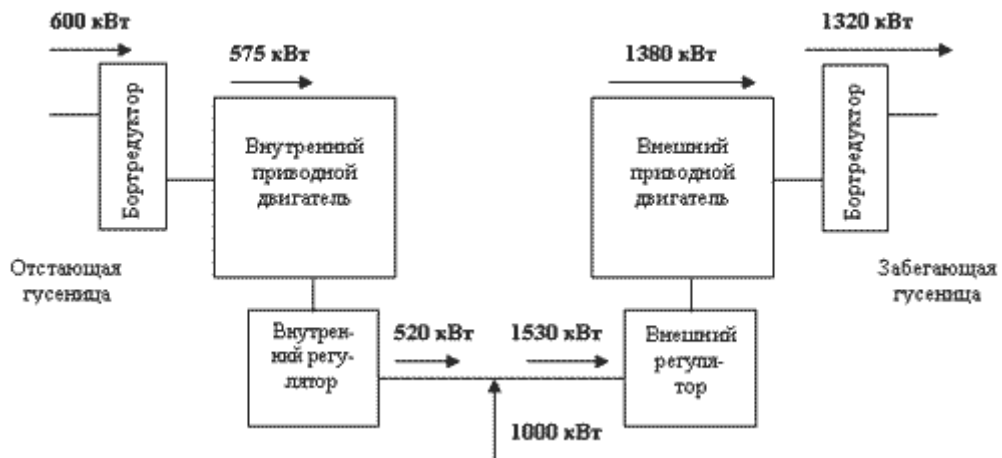 600 кВт
575 кВт
1380 кВт
1320 кВт
Бортредуктор
Внутренний
приводной
двигатель
Внешний
приводной
двигатель
Бортредуктор
Отстающая
гусеница
Забегающая
гусеница
Внутрен-
ний регу-
лятор
520 кВт
1530 кВт
Внешний
регуля-
тор
1000 кВт